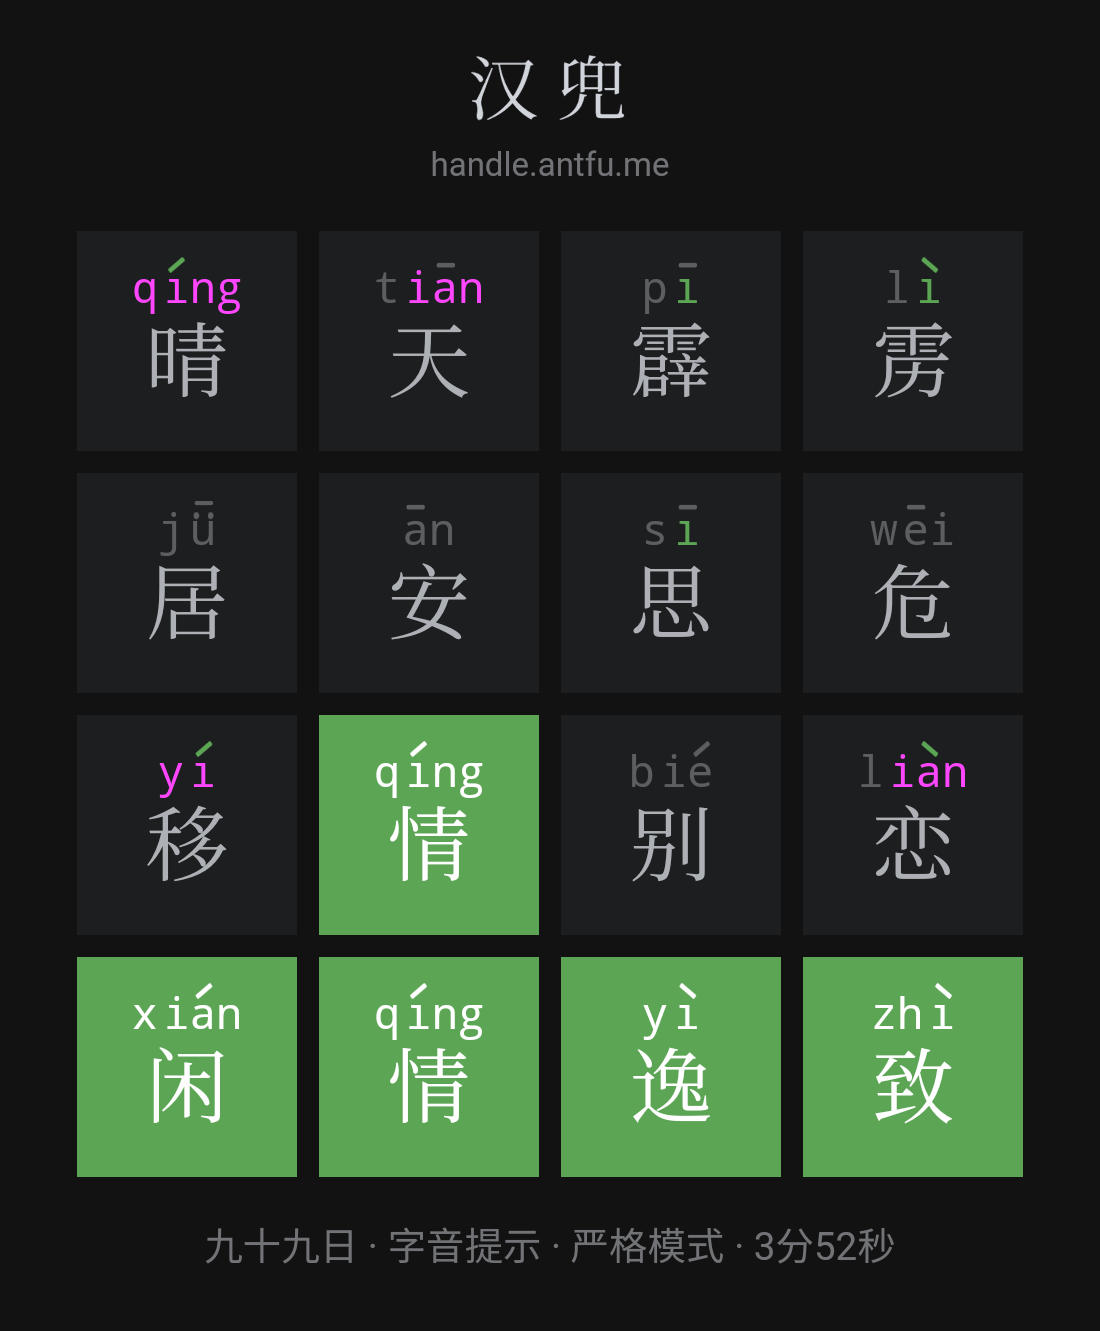 汉兜
handle.antfu.me
qíng tiān pī lì
晴天霹雳
jǖ ān sī wēi
居安思危
yí qíng bié liàn
移情别恋
xián qíng yì zhì
闲情逸致
九十九日 · 字音提示 · 严格模式 · 3分52秒